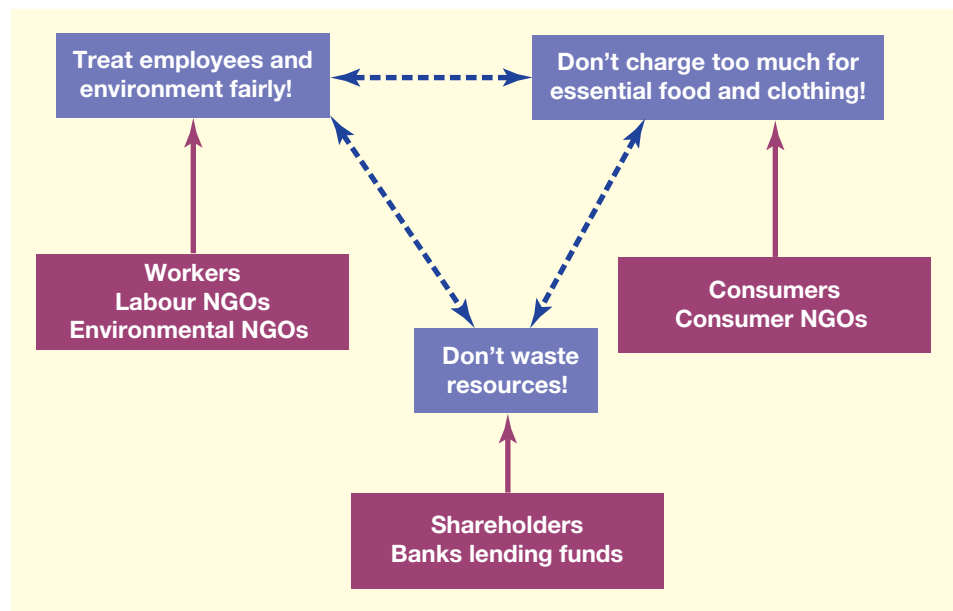 Treat employees and
environment fairly!
Don’t charge too much for
essential food and clothing!
Workers
Labour NGOs
Environmental NGOs
Consumers
Consumer NGOs
Don’t waste
resources!
Shareholders
Banks lending funds